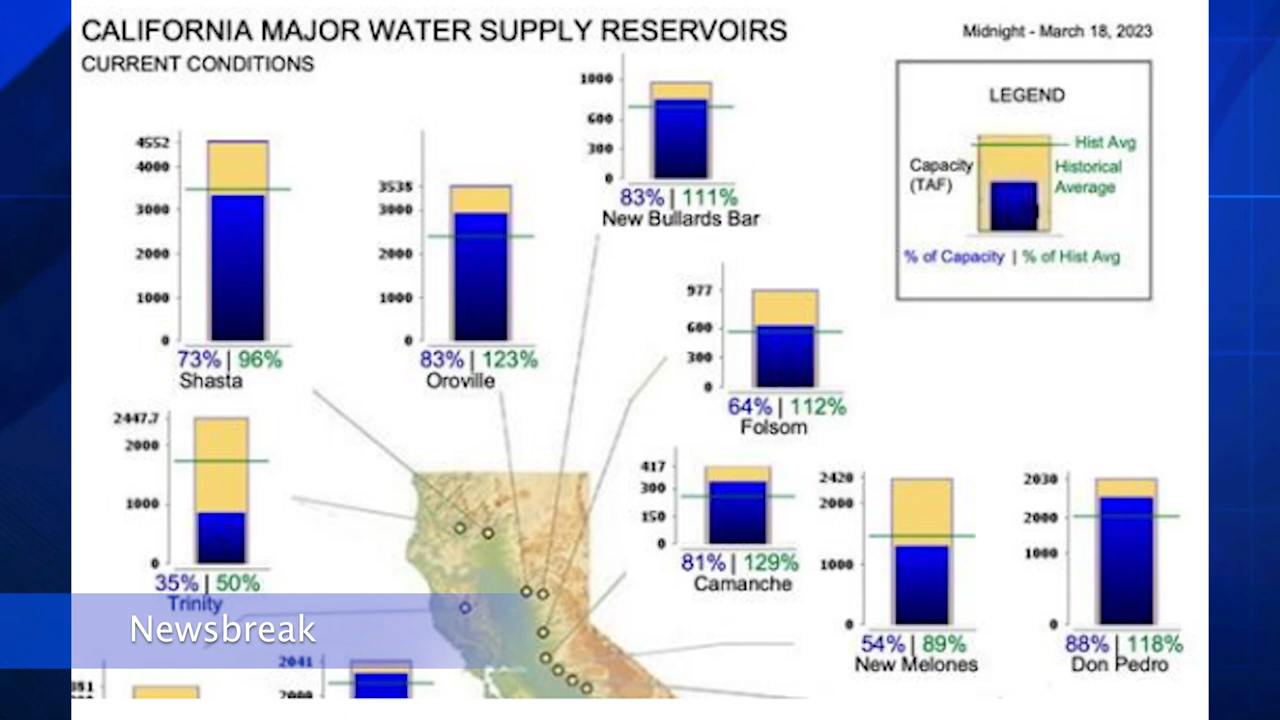 CALIFORNIA MAJOR WATER SUPPLY RESERVOIRS
Midnight - March 18, 2023
CURRENT CONDITIONS
1000
600
300
0
83% | 111%
New Bullards Bar
LEGEND
Hist Avg
Capacity
(TAF)
Historical
Average
% of Capacity | % of Hist Avg
4552
4000
3000
2000
1000
0
73% | 96%
Shasta
3538
3000
2000
1000
0
83% | 123%
Oroville
977
600
300
0
64% | 112%
Folsom
2447.7
2000
1000
0
35% | 50%
Trinity
417
300
150
0
81% | 129%
Camanche
2420
2000
1000
0
54% | 89%
New Melones
2030
2000
1000
0
88% | 118%
Don Pedro
Newsbreak
2041